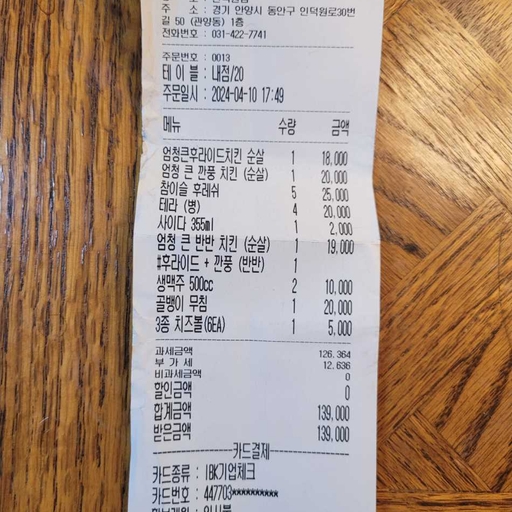 소 : 경기 안양시 동안구 인덕원로30번
길 50 (관양동) 1층
전화번호 : 031-422-7741
주문번호 : 0013
테 이 블 : 내점/20
주문일시 : 2024-04-10 17:49
메뉴 수량 금액
엄청큰후라이드치킨 순살 1 18,000
엄청 큰 깐풍 치킨 (순살) 1 20,000
참이슬 후레쉬 5 25,000
테라 (병) 4 20,000
사이다 355ml 1 2,000
엄청 큰 반반 치킨 (순살) 1 19,000
#후라이드 + 깐풍 (반반) 1
생맥주 500cc 2 10,000
골뱅이 무침 1 20,000
3종 치즈볼(6EA) 1 5,000
과세금액 126,364
부 가 세 12,636
비과세금액 0
할인금액 0
합계금액 139,000
받은금액 139,000
카드결제
카드종류 : IBK기업체크
카드번호 : 447703**********